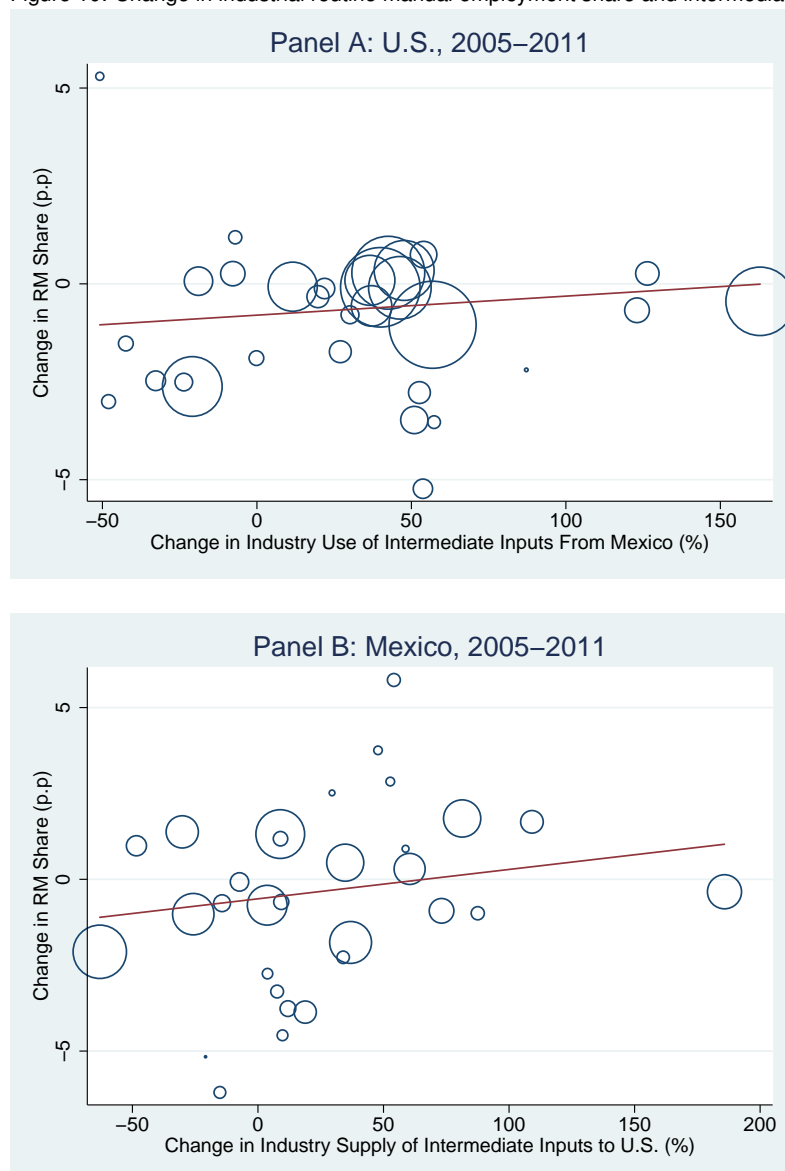 Panel A: U.S., 2005–2011
5
0
−5
Change in RM Share (p.p)
−50 0 50 100 150
Change in Industry Use of Intermediate Inputs From Mexico (%)
Panel B: Mexico, 2005–2011
5
0
−5
Change in RM Share (p.p)
−50 0 50 100 150 200
Change in Industry Supply of Intermediate Inputs to U.S. (%)